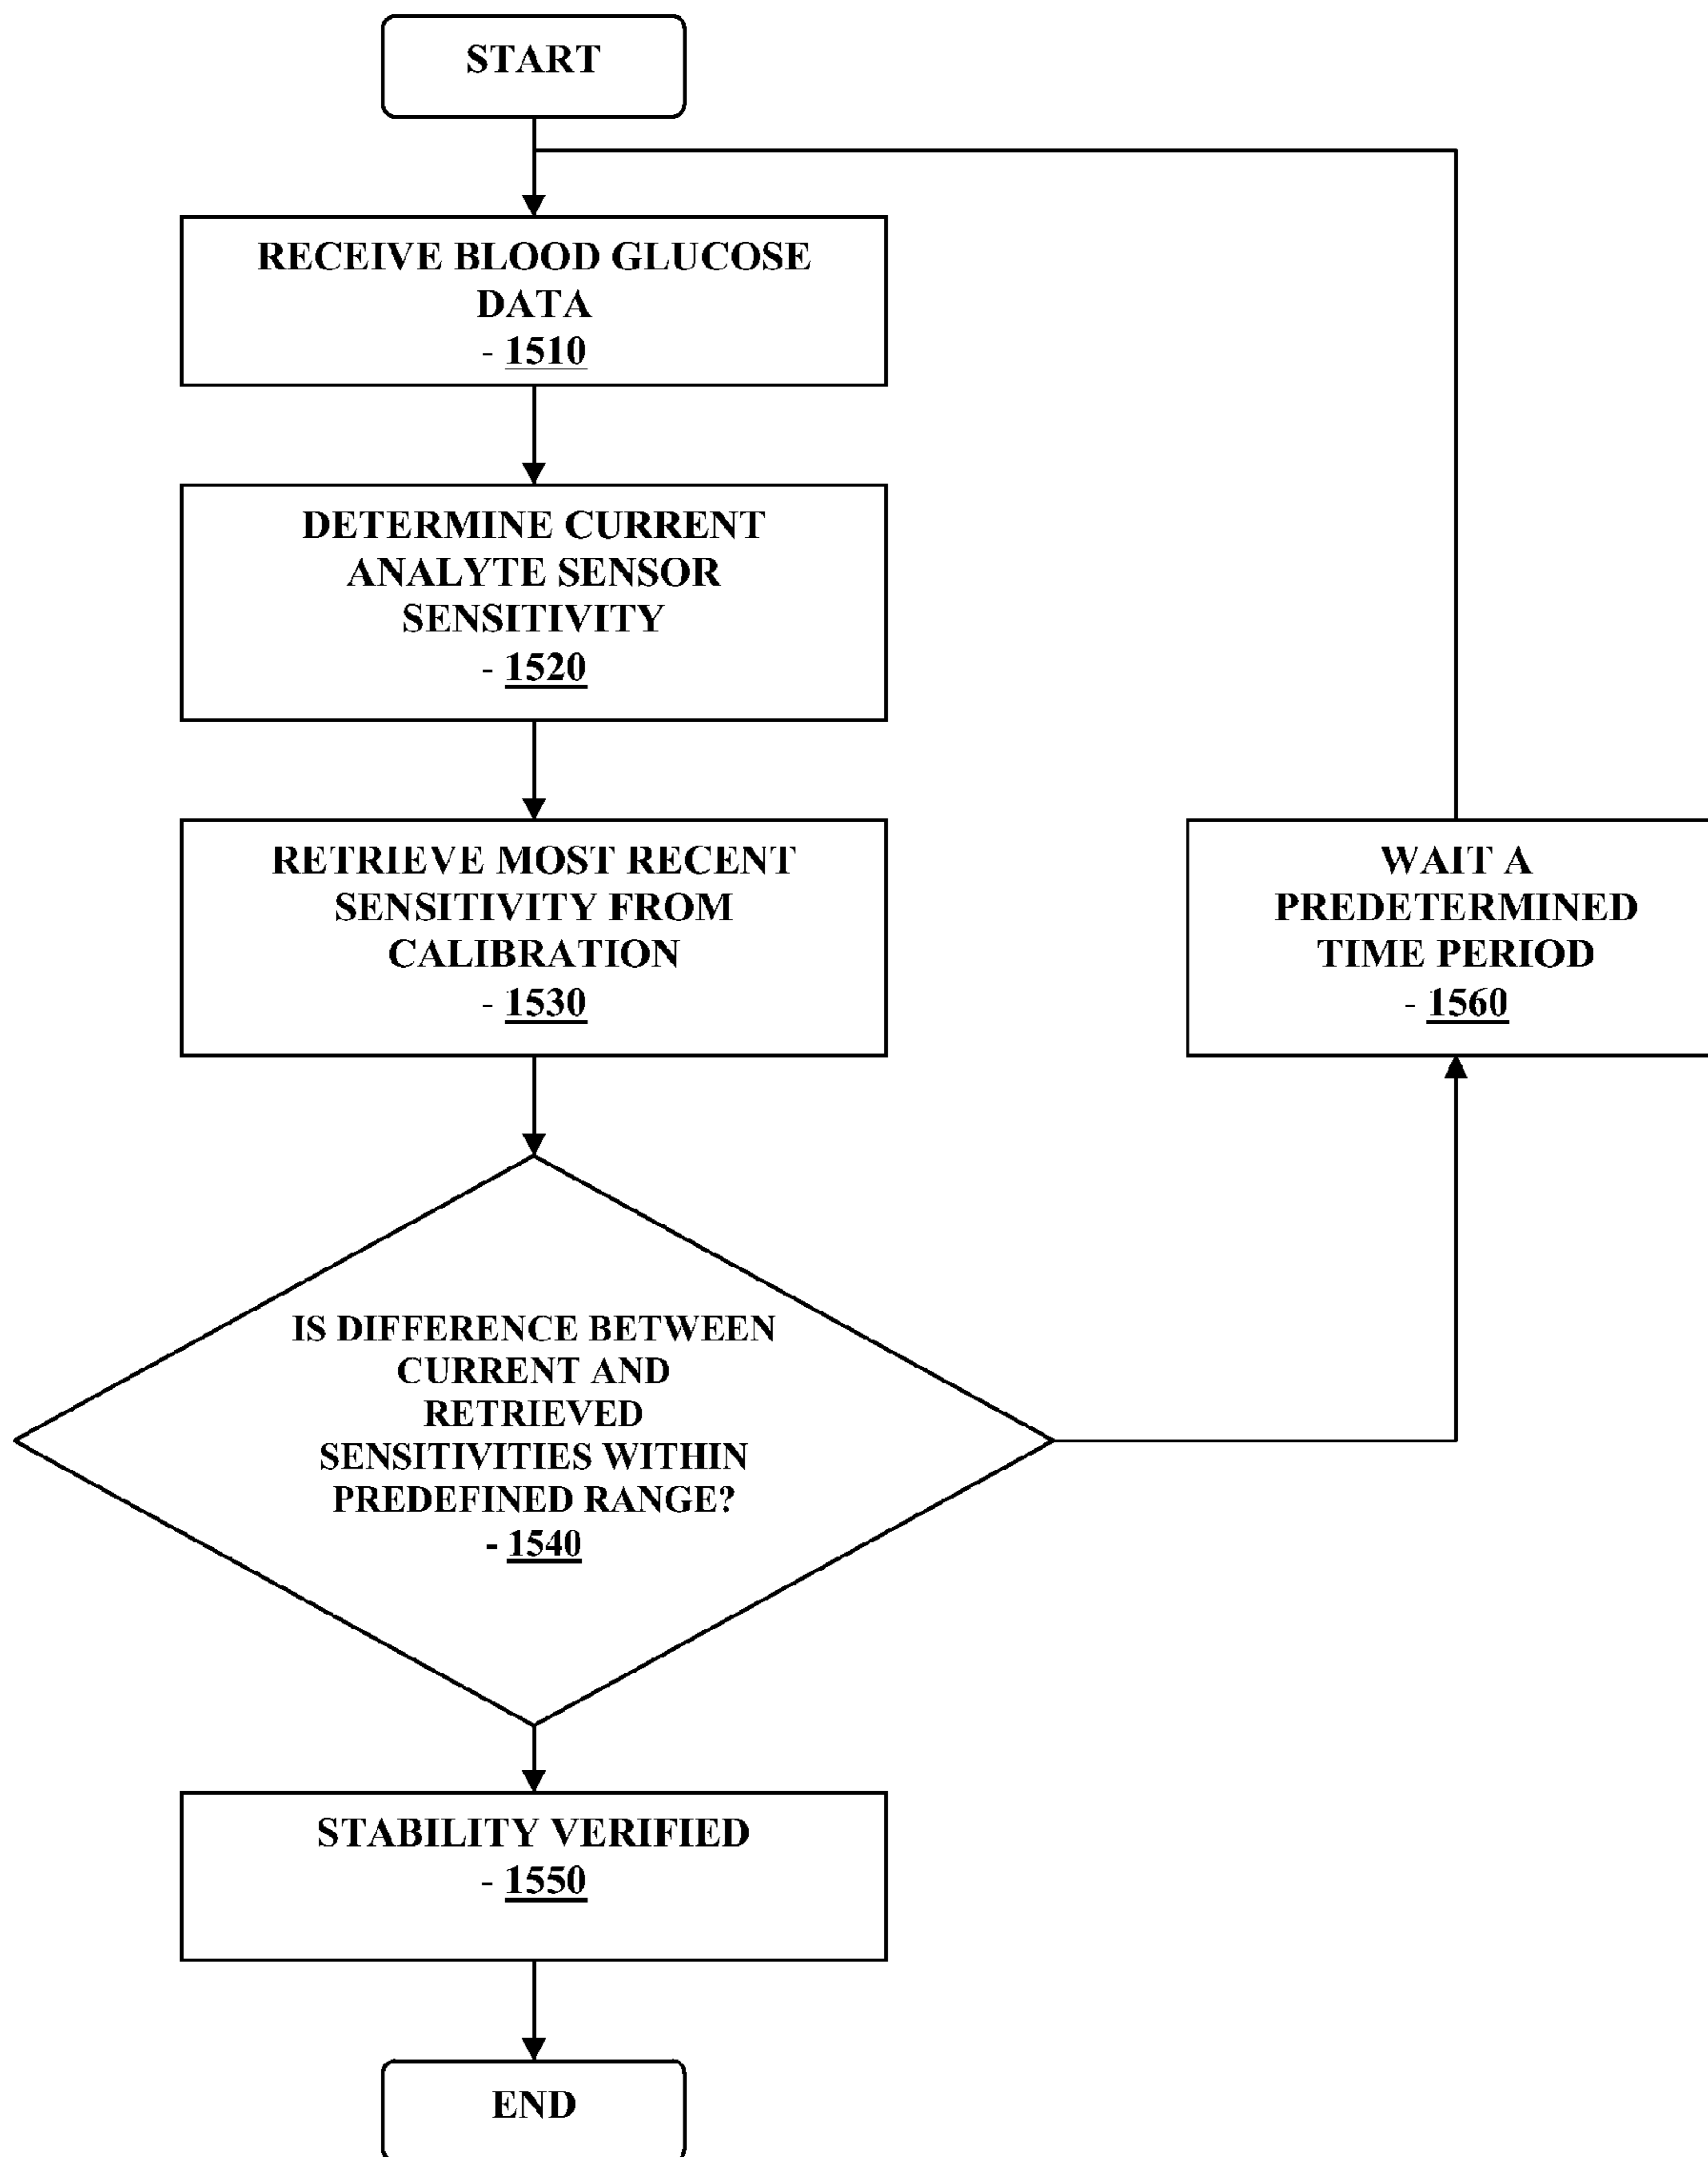 START
RECEIVE BLOOD GLUCOSE
DATA
- 1510
DETERMINE CURRENT
ANALYTE SENSOR
SENSITIVITY
- 1520
RETRIEVE MOST RECENT
SENSITIVITY FROM
CALIBRATION
- 1530
WAIT A
PREDETERMINED
TIME PERIOD
- 1560
IS DIFFERENCE BETWEEN
CURRENT AND
RETRIEVED
SENSITIVITIES WITHIN
PREDEFINED RANGE?
- 1540
STABILITY VERIFIED
- 1550
END